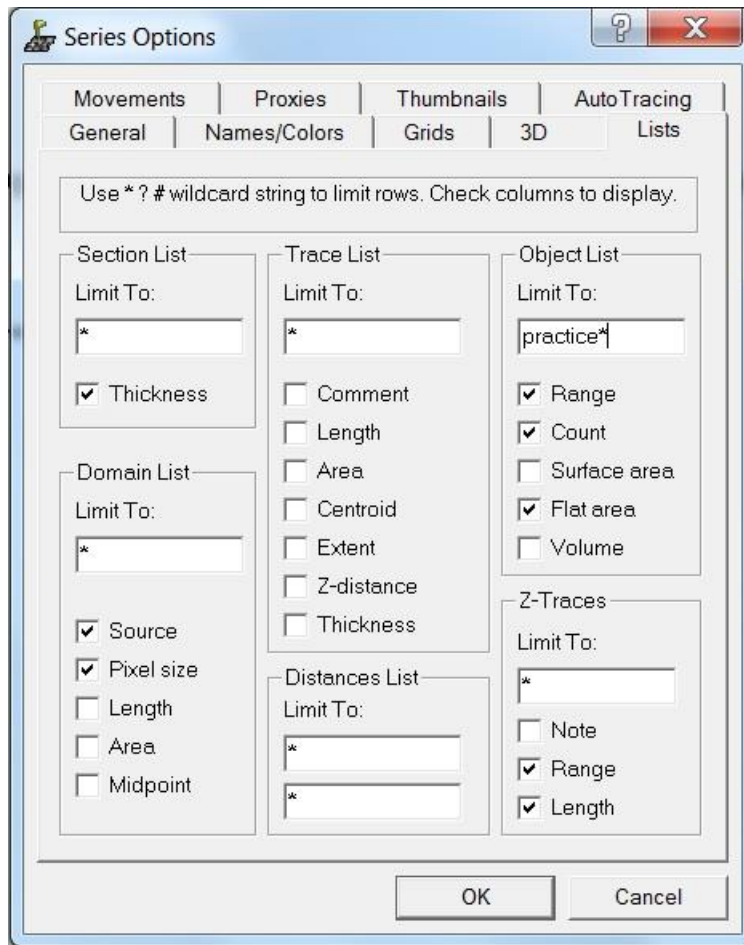 Series Options
Movements Proxies Thumbnails AutoTracing
General Names/Colors Grids 3D Lists
Use * ? # wildcard string to limit rows. Check columns to display.
Section List
Limit To:
*
Thickness
Domain List
Limit To:
*
Source
Pixel size
Length
Area
Midpoint
Trace List
Limit To:
*
Comment
Length
Area
Centroid
Extent
Z-distance
Thickness
Distances List
Limit To:
*
*
Object List
Limit To:
practice*
Range
Count
Surface area
Flat area
Volume
Z-Traces
Limit To:
*
Note
Range
Length
OK Cancel